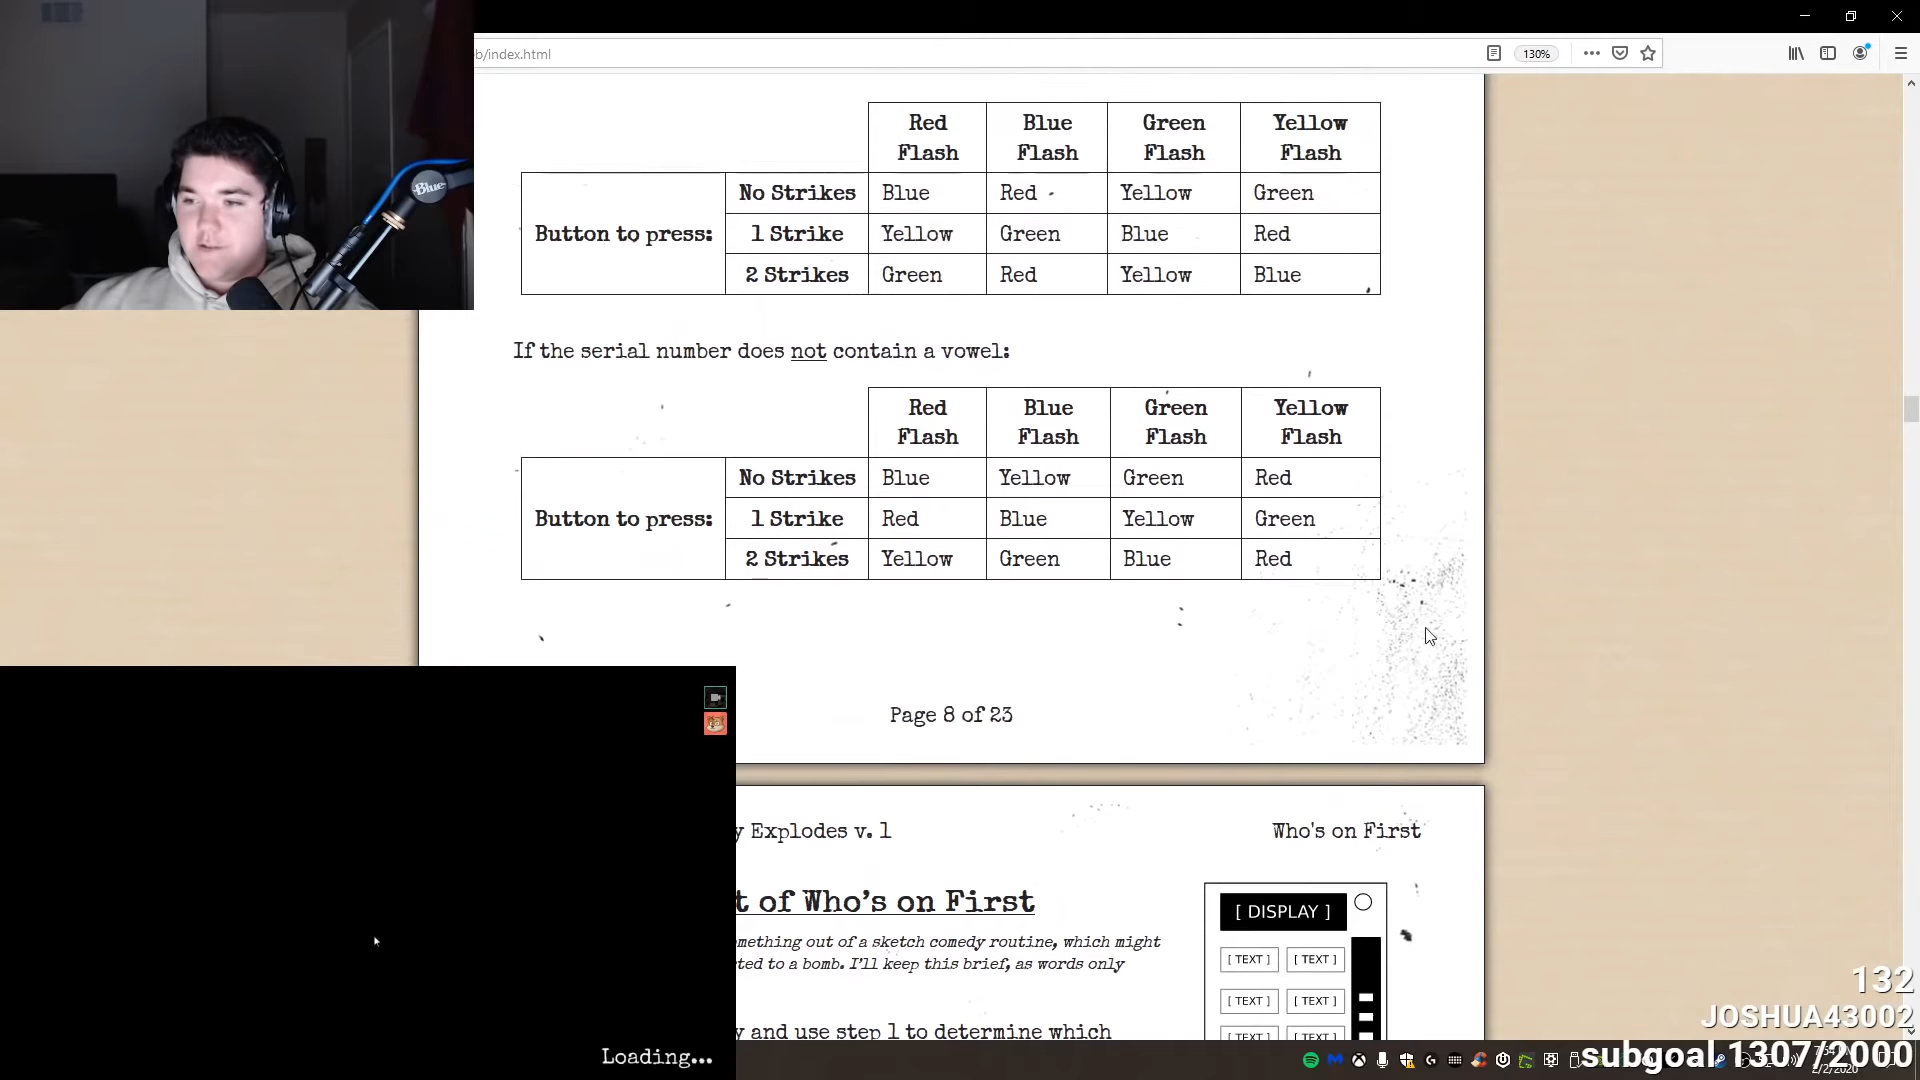 b/index.html
130%
Red Flash Blue Flash Green Flash Yellow Flash
Button to press:
No Strikes Blue Red Yellow Green
1 Strike Yellow Green Blue Red
2 Strikes Green Red Yellow Blue
If the serial number does not contain a vowel:
Red Flash Blue Flash Green Flash Yellow Flash
Button to press:
No Strikes Blue Yellow Green Red
1 Strike Red Blue Yellow Green
2 Strikes Yellow Green Blue Red
Page 8 of 23
y Explodes v. 1
Who's on First
t of Who's on First
mething out of a sketch comedy routine, which might
ted to a bomb. I'll keep this brief, as words only
y and use step 1 to determine which
[ DISPLAY ]
[ TEXT ] [ TEXT ]
[ TEXT ] [ TEXT ]
[ TEXT ] [ TEXT ]
Blue
Loading...
132
JOSHUA43002
subgoal 1307/2000
2/2/2020